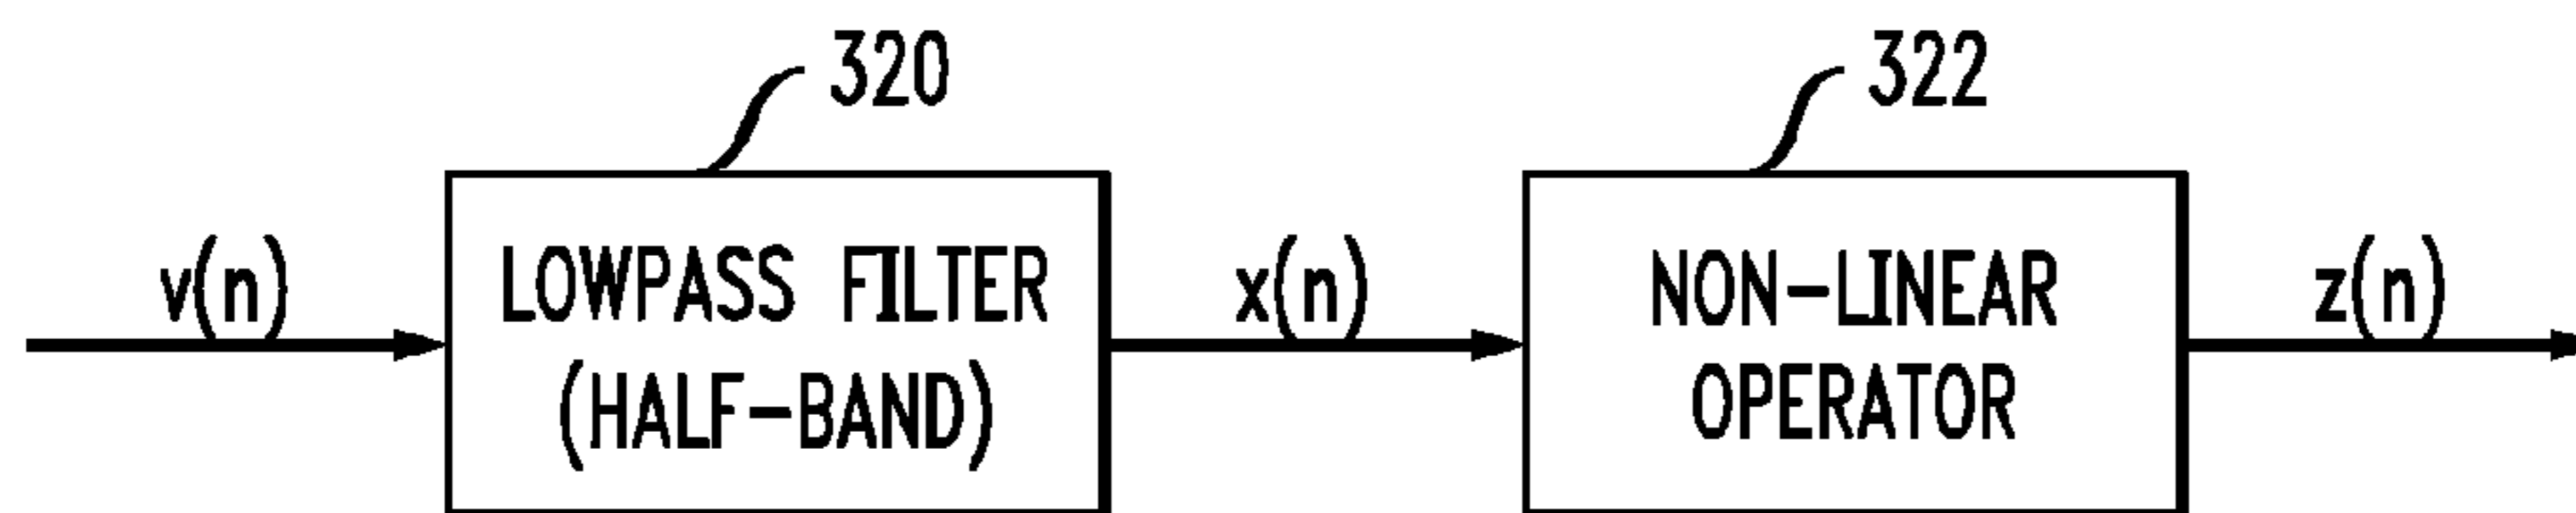 320
322
v(n)
LOWPASS FILTER
(HALF-BAND)
x(n)
NON-LINEAR
OPERATOR
z(n)